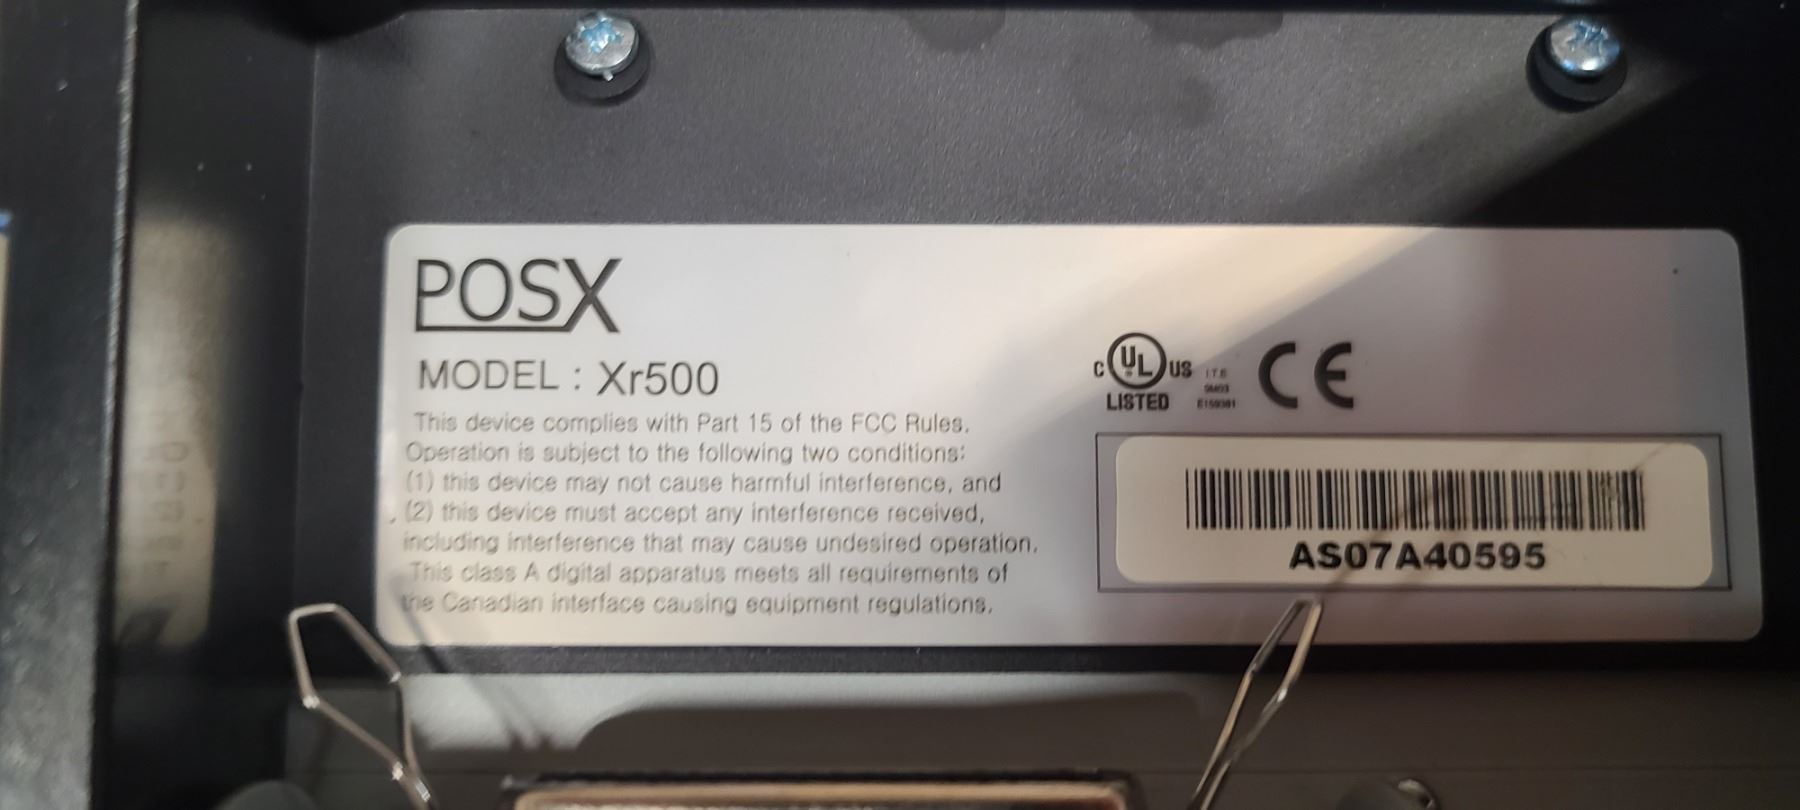 POSX
MODEL : Xr500
This device complies with Part 15 of the FCC Rules.
Operation is subject to the following two conditions:
(1) this device may not cause harmful interference, and
(2) this device must accept any interference received,
including interference that may cause undesired operation.
This class A digital apparatus meets all requirements of
the Canadian interface causing equipment regulations.
C UL US
LISTED
I.T.E
E159381
CE
AS07A40595